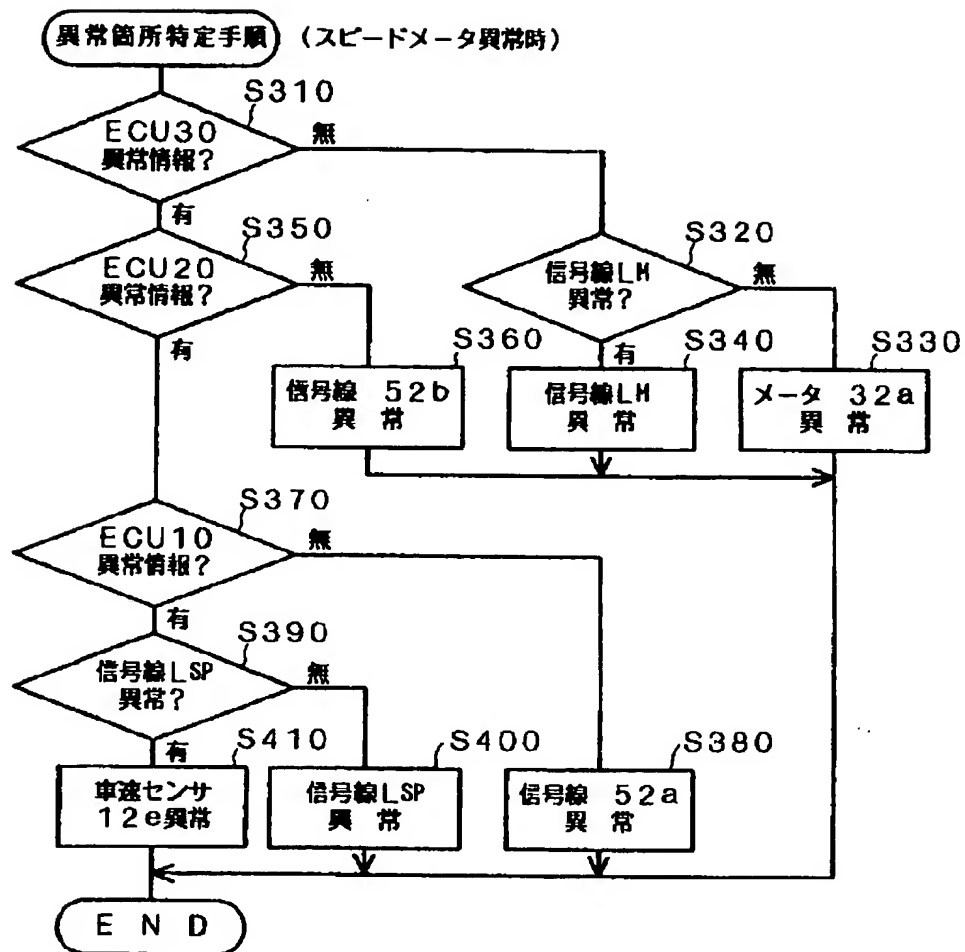 異常箇所特定手順 (スピードメータ異常時)
S310
ECU30
異常情報?
無
有
S350
ECU20
異常情報?
無
有
S320
信号線LM
異常?
無
有
S360
信号線 52b
異 常
S340
信号線LM
異 常
S330
メータ 32a
異 常
S370
ECU10
異常情報?
無
有
S390
信号線LSP
異常?
無
有
S410
車速センサ
12e異常
S400
信号線LSP
異 常
S380
信号線 52a
異 常
E N D